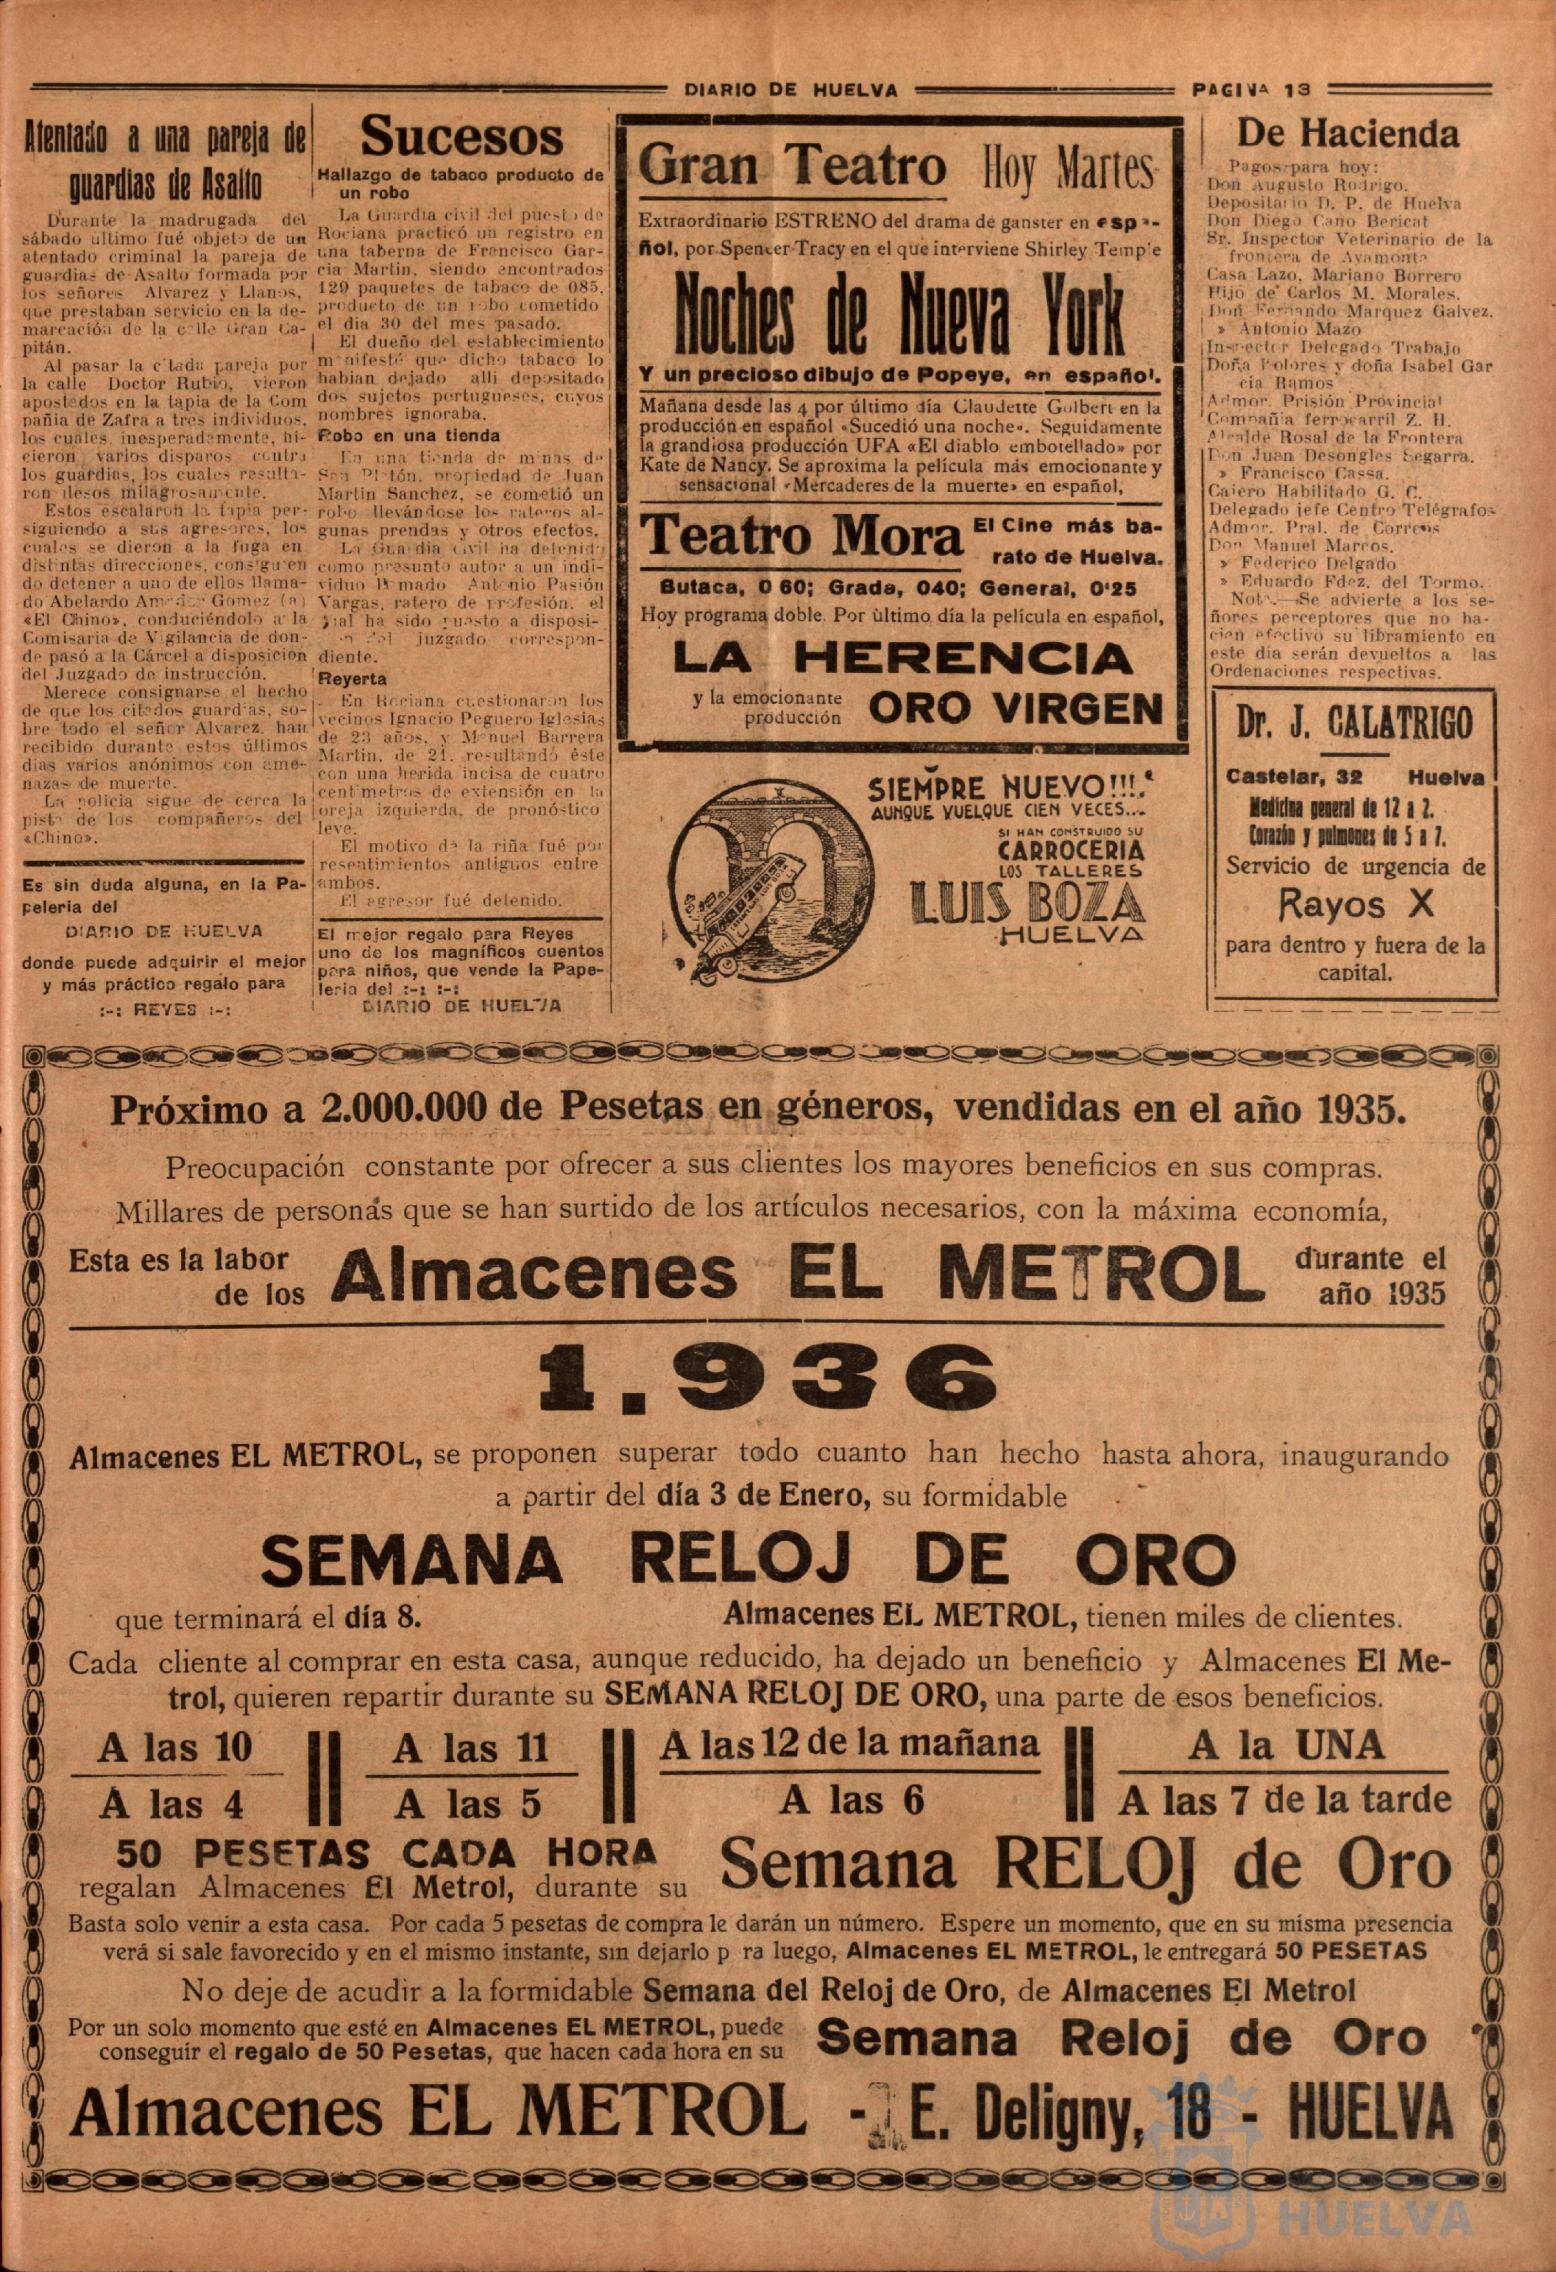 DIARIO DE HUELVA
PAGINA 13
Atentado a una pareja de
guardias de Asalto
Durante la madrugada del
sábado ultimo fué objeto de un
atentado criminal la pareja de
guardias de Asalto formada por
los señores Alvarez y Llanos,
que prestaban servicio en la de-
marcación de la calle Gran Ca-
pitán.
Al pasar la citada pareja por
la calle Doctor Rubio, vieron
apostados en la tapia de la Com
pañia de Zafra a tres individuos,
los cuales, inesperadamente, hi-
cieron varios disparos contra
los guardias, los cuales resulta-
ron ilesos milagrosamente.
Estos escalaron la tapia per-
siguiendo a sus agresores, los
cuales se dieron a la fuga en
distintas direcciones, consiguien
do detener a uno de ellos llama-
do Abelardo Amador Gomez (a)
«El Chino», conduciéndolo a la
Comisaria de Vigilancia de don-
de pasó a la Cárcel a disposicion
del Juzgado de instrucción.
Merece consignarse el hecho
de que los citados guardias, so-
bre todo el señor Alvarez, han
recibido durante estos últimos
dias varios anónimos con ame-
nazas de muerte.
La policia sigue de cerca la
pista de los compañeros del
«Chino».
Es sin duda alguna, en la Pa-
peleria del
DIARIO DE HUELVA
donde puede adquirir el mejor
y más práctico regalo para
:-: REYES :-:
Sucesos
Hallazgo de tabaco producto de
un robo
La Guardia civil del puesto de
Rociana practicó un registro en
una taberna de Francisco Gar-
cia Martin, siendo encontrados
129 paquetes de tabaco de 085,
producto de un robo cometido
el dia 30 del mes pasado.
El dueño del establecimiento
manifestó que dicho tabaco lo
habian dejado alli depositado
dos sujetos portugueses, cuyos
nombres ignoraba.
Robo en una tienda
En una tienda de minas de
San Platón, propiedad de Juan
Martin Sanchez, se cometió un
robo llevándose los rateros al-
gunas prendas y otros efectos.
La Guardia civil ha detenido
como presunto autor a un indi-
viduo llamado Antonio Pasión
Vargas, ratero de profesión, el
cual ha sido puesto a disposi-
ción del juzgado correspon-
diente.
Reyerta
En Rociana cuestionaron los
vecinos Ignacio Peguero Iglesias
de 23 años, y Manuel Barrera
Martin, de 21, resultando éste
con una herida incisa de cuatro
centimetros de extensión en la
oreja izquierda, de pronóstico
leve.
El motivo de la riña fué por
resentimientos antiguos entre
ambos.
El agresor fué detenido.
El mejor regalo para Reyes
uno de los magníficos cuentos
para niños, que vende la Pape-
leria del :-: :-:
DIARIO DE HUELVA
Gran Teatro Hoy Martes
Extraordinario ESTRENO del drama de ganster en espa-
ñol, por Spencer Tracy en el que interviene Shirley Temple
Noches de Nueva York
Y un precioso dibujo de Popeye, en español.
Mañana desde las 4 por último día Claudette Golbert en la
producción en español «Sucedió una noche». Seguidamente
la grandiosa producción UFA «El diablo embotellado» por
Kate de Nancy. Se aproxima la película más emocionante y
sensacional «Mercaderes de la muerte» en español,
Teatro Mora El Cine más ba-
rato de Huelva.
Butaca, 0 60; Grada, 040; General, 0'25
Hoy programa doble. Por ùltimo día la película en español,
LA HERENCIA
y la emocionante
producción ORO VIRGEN
SIEMPRE NUEVO!!!.
AUNQUE VUELQUE CIEN VECES...
SI HAN CONSTRUIDO SU
CARROCERIA
LOS TALLERES
LUIS BOZA
HUELVA
De Hacienda
Pagos para hoy:
Don Augusto Rodrigo.
Depositario D. P. de Huelva
Don Diego Cano Bericat
Sr. Inspector Veterinario de la
frontera de Ayamonte
Casa Lazo, Mariano Borrero
Hijo de Carlos M. Morales.
Don Fernando Marquez Galvez.
» Antonio Mazo
Inspector Delegado Trabajo
Doña Dolores y doña Isabel Gar
cia Ramos
Admor. Prisión Provincial
Compañia ferrocarril Z. H.
Alcalde Rosal de la Frontera
Don Juan Desongles Segarra.
» Francisco Cassa.
Cajero Habilitado G. C.
Delegado jefe Centro Telégrafos
Admor. Pral. de Correos
Don Manuel Marcos.
» Federico Delgado
» Eduardo Fdez. del Tormo.
Nota.—Se advierte a los se-
ñores perceptores que no ha-
cien efectivo su libramiento en
este dia serán devueltos a las
Ordenaciones respectivas.
Dr. J. CALATRIGO
Castelar, 32 Huelva
Medicina general de 12 a 2.
Corazón y pulmones de 5 a 7.
Servicio de urgencia de
Rayos X
para dentro y fuera de la
capital.
Próximo a 2.000.000 de Pesetas en géneros, vendidas en el año 1935.
Preocupación constante por ofrecer a sus clientes los mayores beneficios en sus compras.
Millares de personas que se han surtido de los artículos necesarios, con la máxima economía,
Esta es la labor
de los Almacenes EL METROL durante el
año 1935
1.936
Almacenes EL METROL, se proponen superar todo cuanto han hecho hasta ahora, inaugurando
a partir del día 3 de Enero, su formidable
SEMANA RELOJ DE ORO
que terminará el día 8. Almacenes EL METROL, tienen miles de clientes.
Cada cliente al comprar en esta casa, aunque reducido, ha dejado un beneficio y Almacenes El Me-
trol, quieren repartir durante su SEMANA RELOJ DE ORO, una parte de esos beneficios.
A las 10 A las 11 A las 12 de la mañana A la UNA
A las 4 A las 5 A las 6 A las 7 de la tarde
50 PESETAS CADA HORA
regalan Almacenes El Metrol, durante su Semana RELOJ de Oro
Basta solo venir a esta casa. Por cada 5 pesetas de compra le darán un número. Espere un momento, que en su misma presencia
verá si sale favorecido y en el mismo instante, sin dejarlo p ra luego, Almacenes EL METROL, le entregará 50 PESETAS
No deje de acudir a la formidable Semana del Reloj de Oro, de Almacenes El Metrol
Por un solo momento que esté en Almacenes EL METROL, puede
conseguir el regalo de 50 Pesetas, que hacen cada hora en su Semana Reloj de Oro
Almacenes EL METROL - E. Deligny, 18 - HUELVA
HUELVA